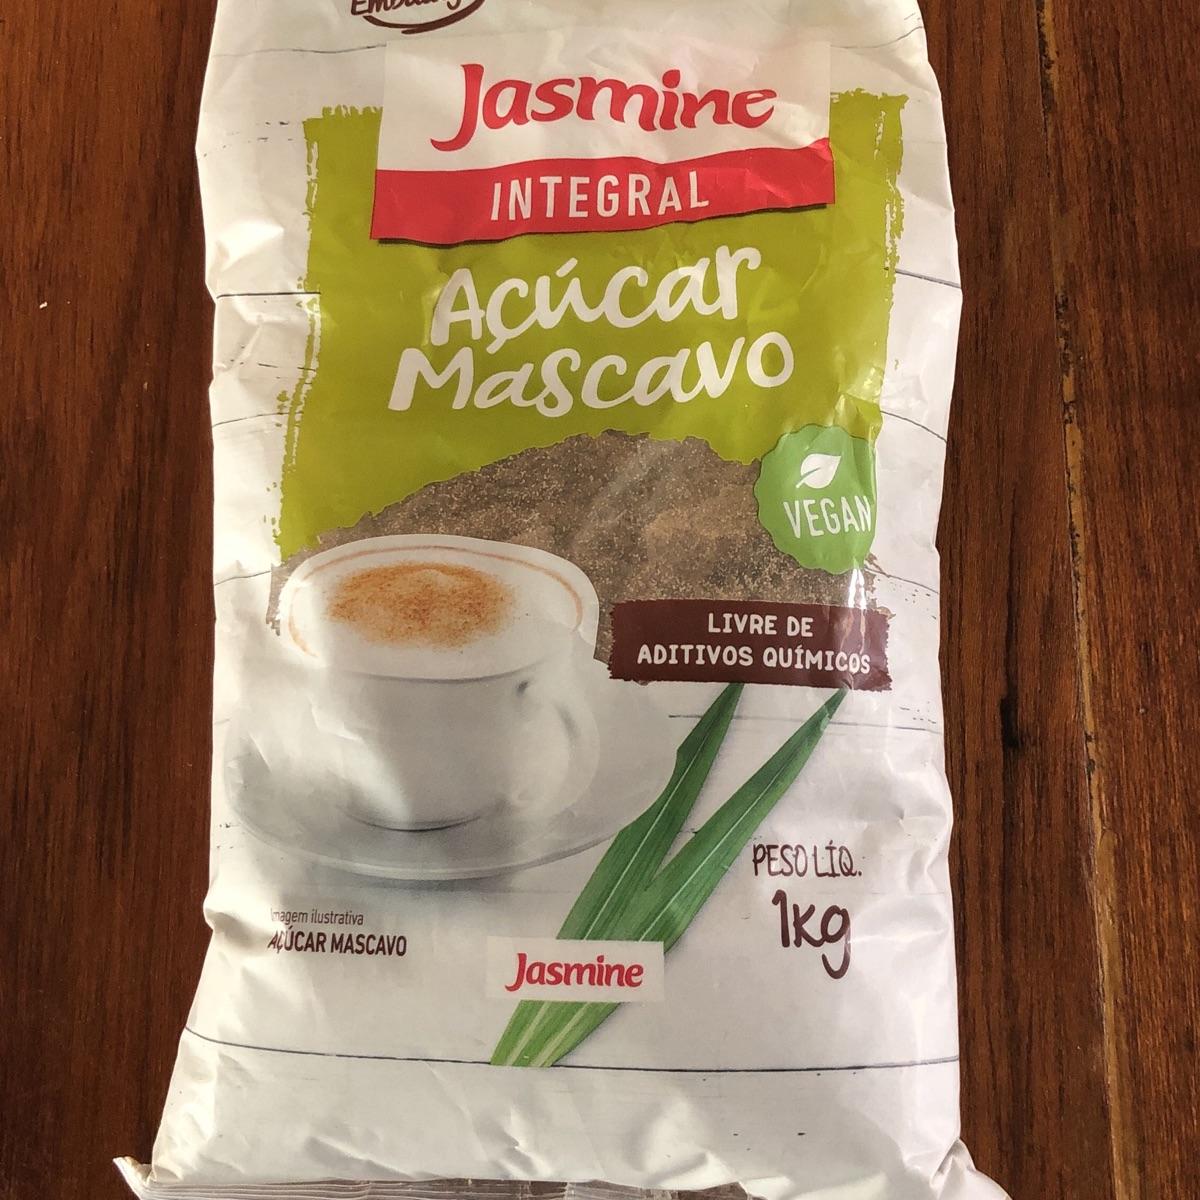 Jasmine
INTEGRAL
Açúcar
Mascavo
VEGAN
LIVRE DE
ADITIVOS QUÍMICOS
PESO LÍQ.
1kg
Imagem ilustrativa
AÇÚCAR MASCAVO
Jasmine